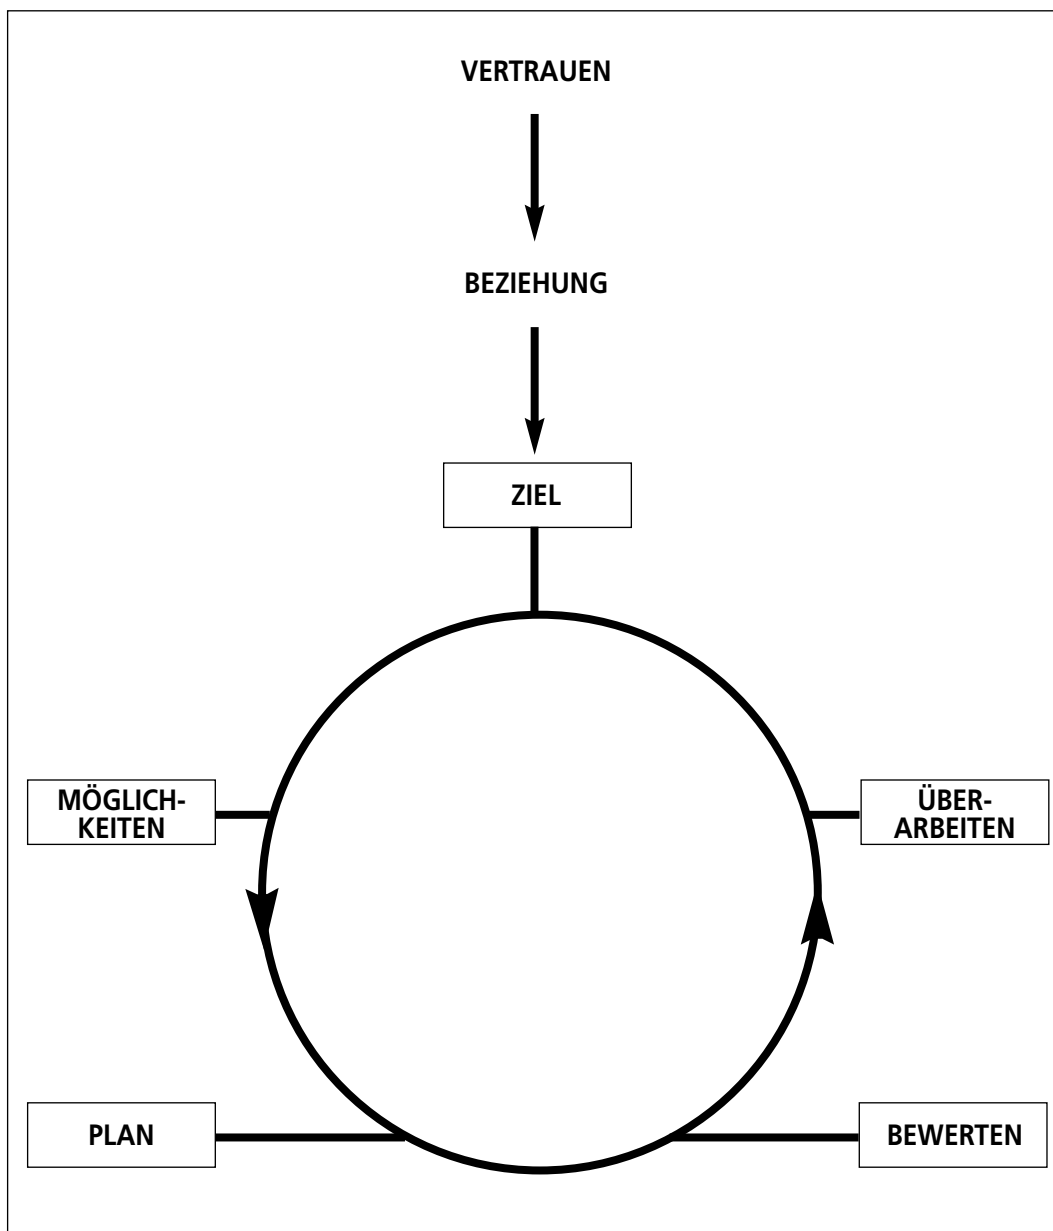 VERTRAUEN
BEZIEHUNG
ZIEL
MÖGLICH-
KEITEN
ÜBER-
ARBEITEN
PLAN
BEWERTEN